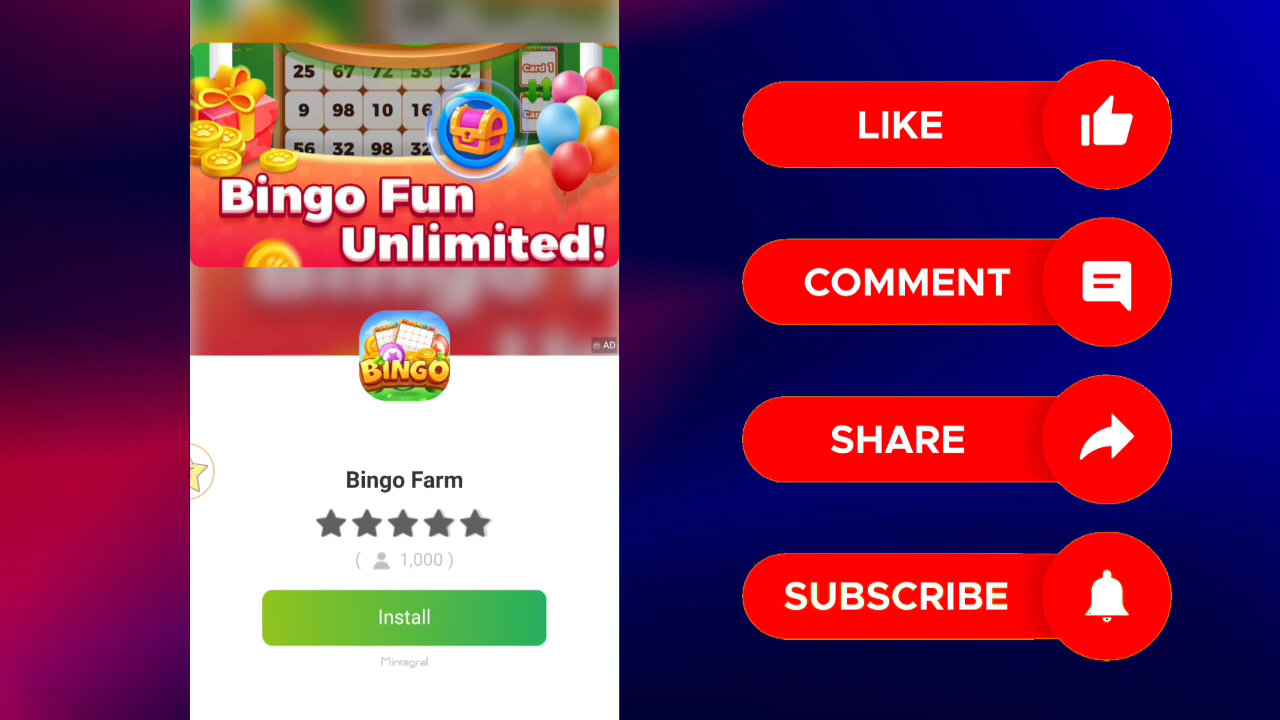 25 67 72 53 32
Card 1
9 98 10 16
56 32 98 32
Bingo Fun
Unlimited!
AD
BINGO
Bingo Farm
( 1,000 )
Install
Mintegral
LIKE
COMMENT
SHARE
SUBSCRIBE